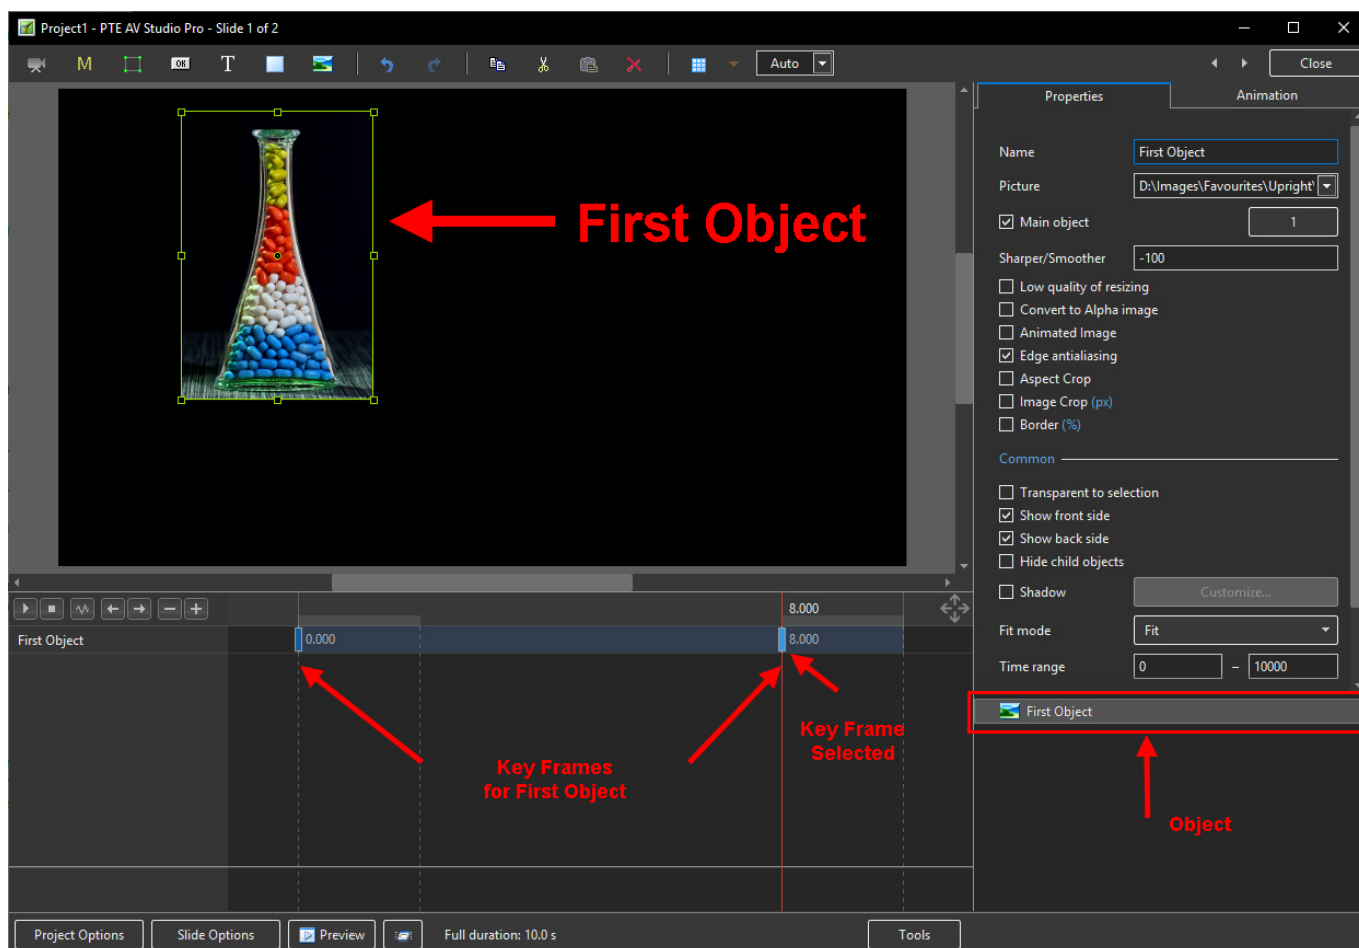 Project1 - PTE AV Studio Pro - Slide 1 of 2
M
OK
T
Auto
Close
Properties
Animation
First Object
Name
First Object
Picture
D:\Images\Favourites\Upright\
Main object
1
Sharper/Smoother
-100
Low quality of resizing
Convert to Alpha image
Animated Image
Edge antialiasing
Aspect Crop
Image Crop (px)
Border (%)
Common
Transparent to selection
Show front side
Show back side
Hide child objects
Shadow
Customize...
Fit mode
Fit
Time range
0 – 10000
8.000
First Object
0.000
8.000
Key Frames
for First Object
Key Frame
Selected
First Object
Object
Project Options
Slide Options
Preview
Full duration: 10.0 s
Tools